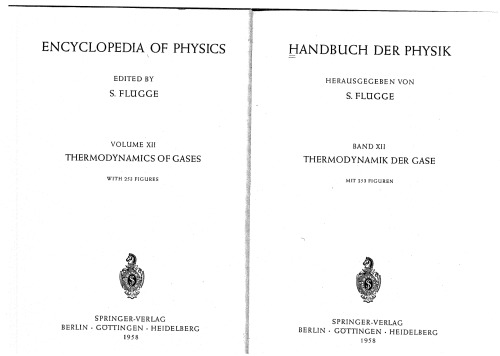 ENCYCLOPEDIA OF PHYSICS
EDITED BY
S. FLÜGGE
VOLUME XII
THERMODYNAMICS OF GASES
WITH 253 FIGURES
SPRINGER-VERLAG
BERLIN · GÖTTINGEN · HEIDELBERG
1958
HANDBUCH DER PHYSIK
HERAUSGEGEBEN VON
S. FLÜGGE
BAND XII
THERMODYNAMIK DER GASE
MIT 253 FIGUREN
SPRINGER-VERLAG
BERLIN · GÖTTINGEN · HEIDELBERG
1958